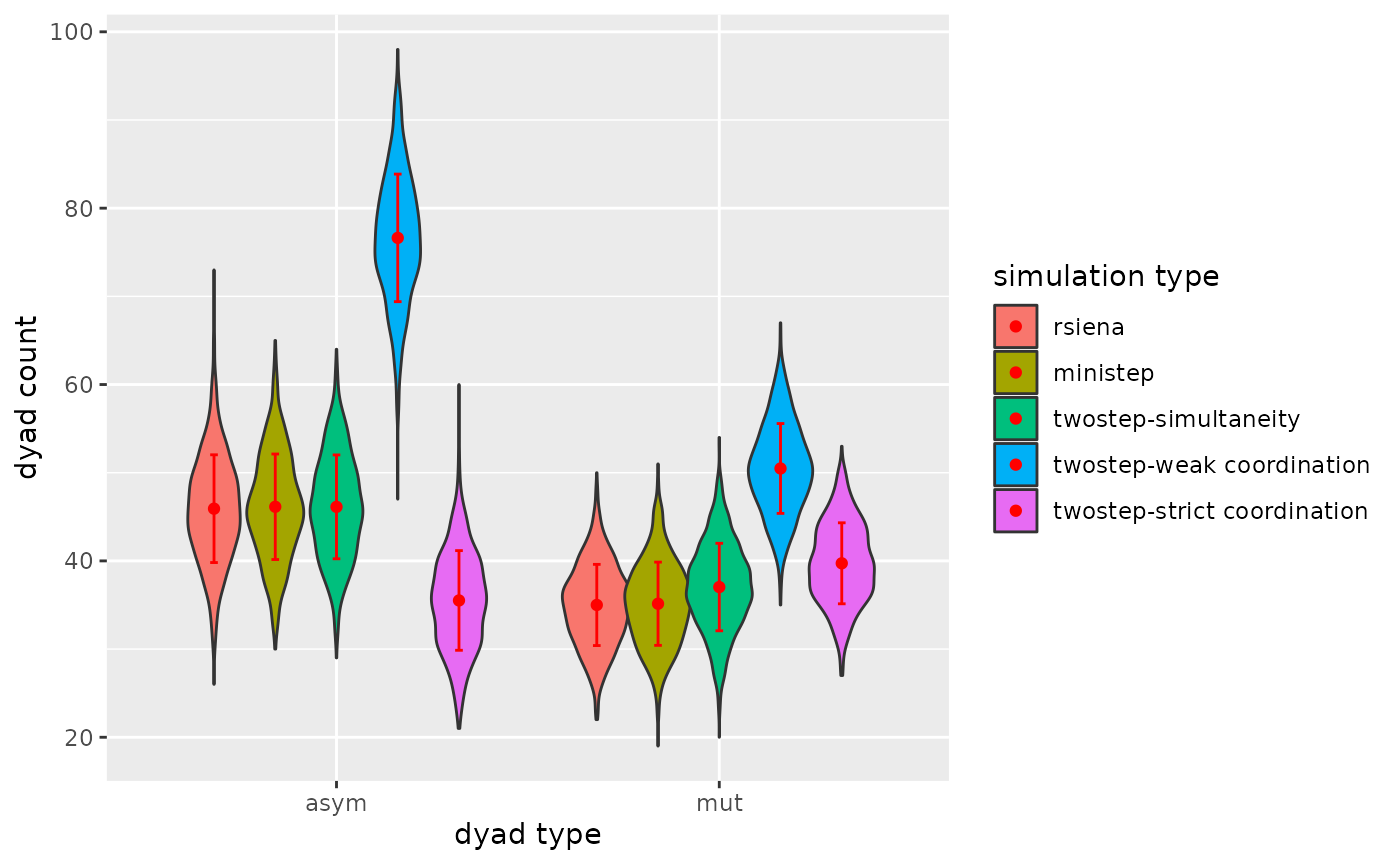 100
80
60
40
20
dyad count
asym
mut
dyad type
simulation type
rsiena
ministep
twostep-simultaneity
twostep-weak coordination
twostep-strict coordination